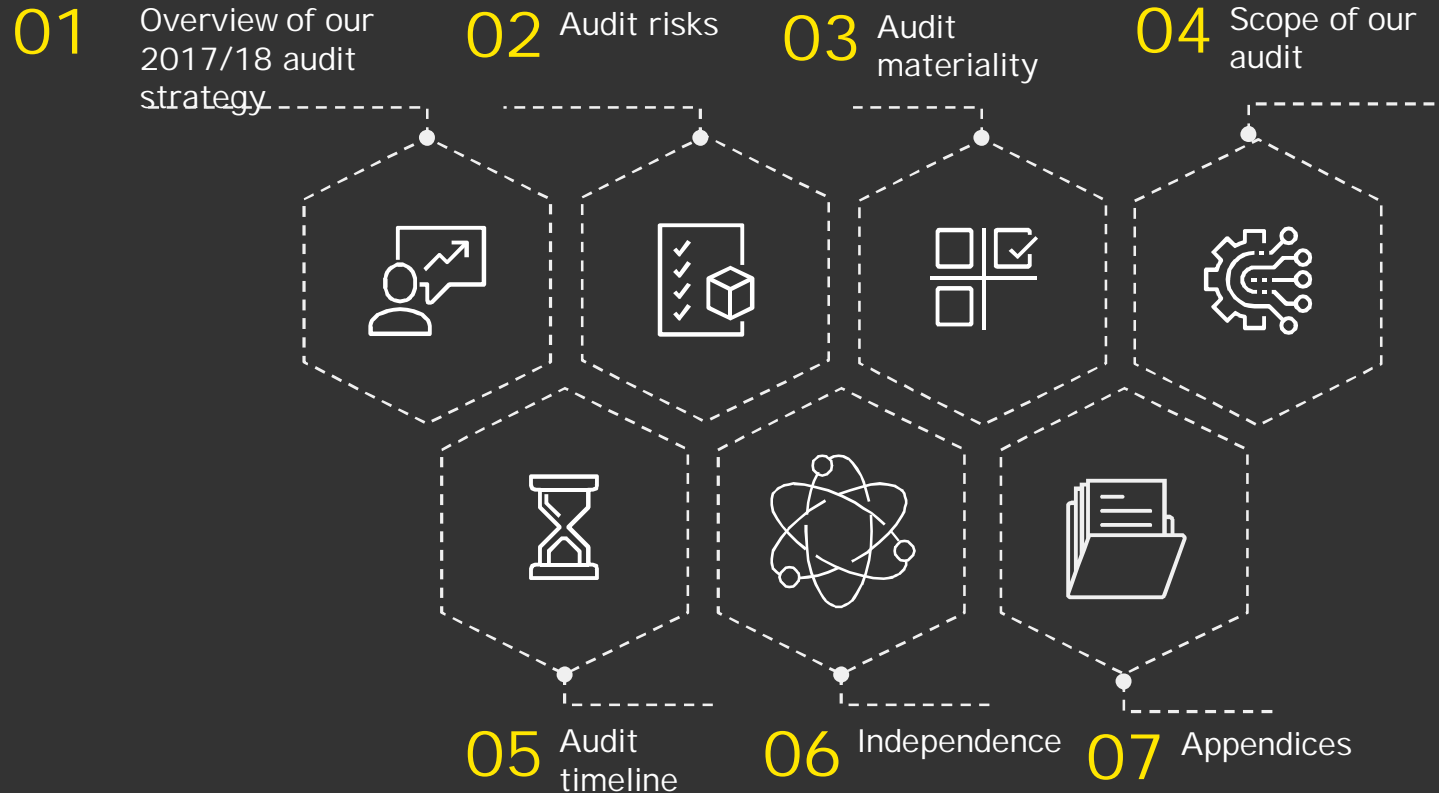 01
Overview of our
2017/18 audit
strategy
02
Audit risks
03
Audit
materiality
04
Scope of our
audit
05
Audit
timeline
06
Independence
07
Appendices